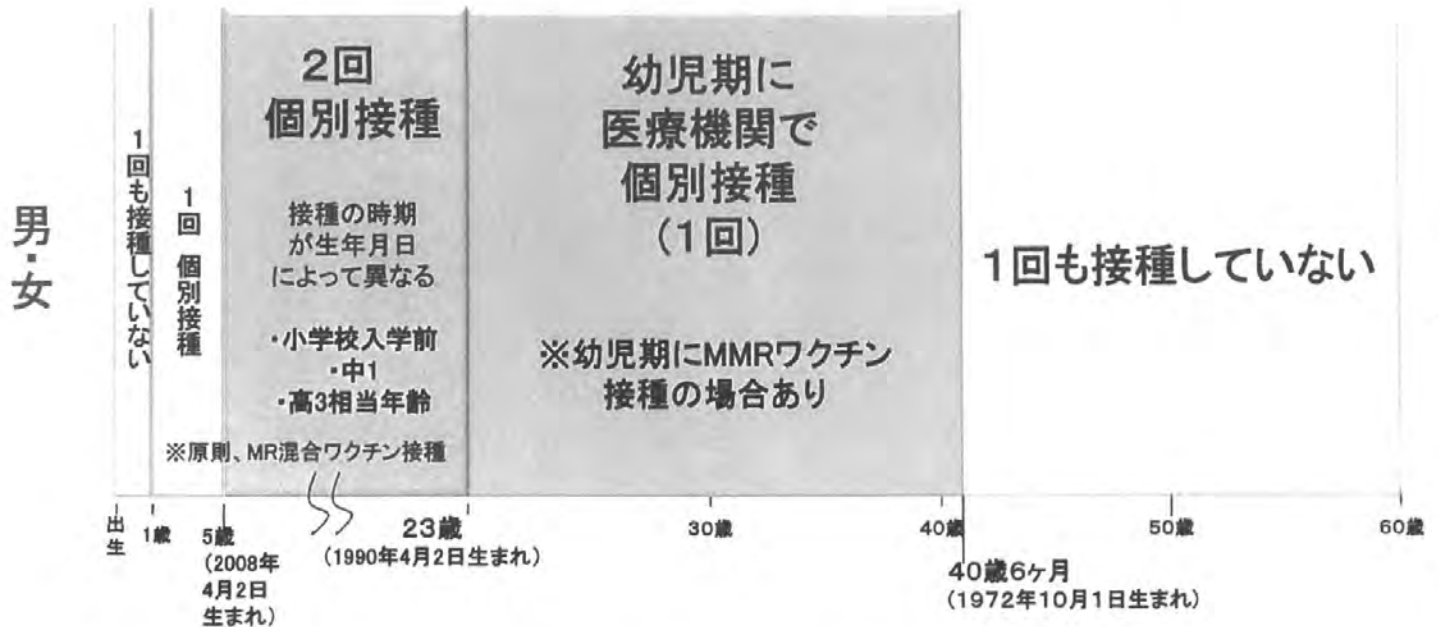 男・女
1回も接種していない
1回 個別接種
2回
個別接種
接種の時期
が生年月日
によって異なる
・小学校入学前
・中1
・高3相当年齢
※原則、MR混合ワクチン接種
幼児期に
医療機関で
個別接種
(1回)
※幼児期にMMRワクチン
接種の場合あり
1回も接種していない
出生
1歳
5歳
(2008年
4月2日
生まれ)
23歳
(1990年4月2日生まれ)
30歳
40歳
40歳6ヶ月
(1972年10月1日生まれ)
50歳
60歳